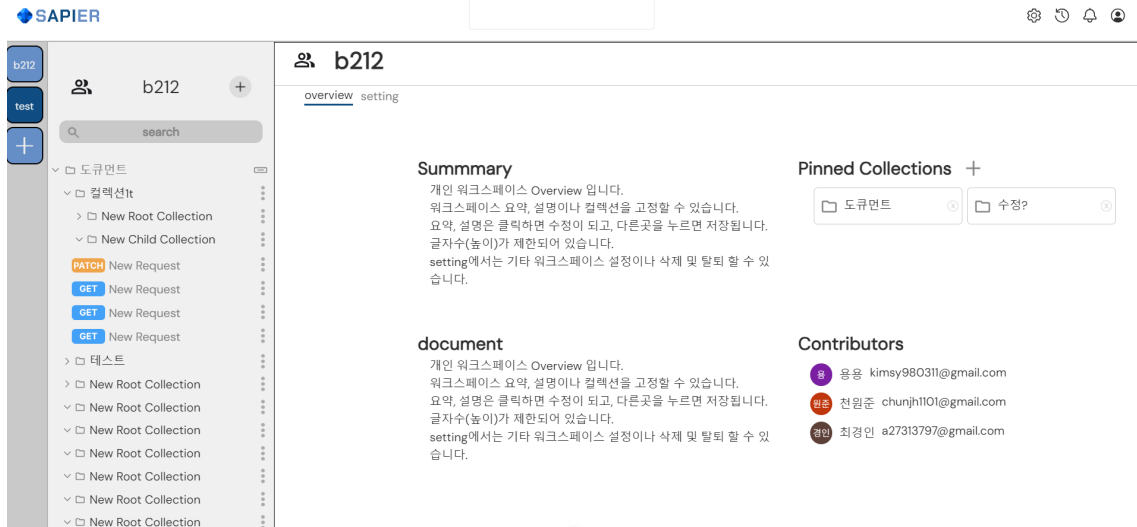 SAPIER
b212
test
b212
search
도큐먼트
컬렉션1t
New Root Collection
New Child Collection
PATCH New Request
GET New Request
GET New Request
GET New Request
테스트
New Root Collection
New Root Collection
New Root Collection
New Root Collection
New Root Collection
New Root Collection
New Root Collection
b212
overview setting
Summmary
개인 워크스페이스 Overview 입니다.
워크스페이스 요약, 설명이나 컬렉션을 고정할 수 있습니다.
요약, 설명은 클릭하면 수정이 되고, 다른곳을 누르면 저장됩니다.
글자수(높이)가 제한되어 있습니다.
setting에서는 기타 워크스페이스 설정이나 삭제 및 탈퇴 할 수 있
습니다.
Pinned Collections
도큐먼트 수정?
document
개인 워크스페이스 Overview 입니다.
워크스페이스 요약, 설명이나 컬렉션을 고정할 수 있습니다.
요약, 설명은 클릭하면 수정이 되고, 다른곳을 누르면 저장됩니다.
글자수(높이)가 제한되어 있습니다.
setting에서는 기타 워크스페이스 설정이나 삭제 및 탈퇴 할 수 있
습니다.
Contributors
용 용용 kimsy980311@gmail.com
원준 천원준 chunjh1101@gmail.com
경인 최경인 a27313797@gmail.com